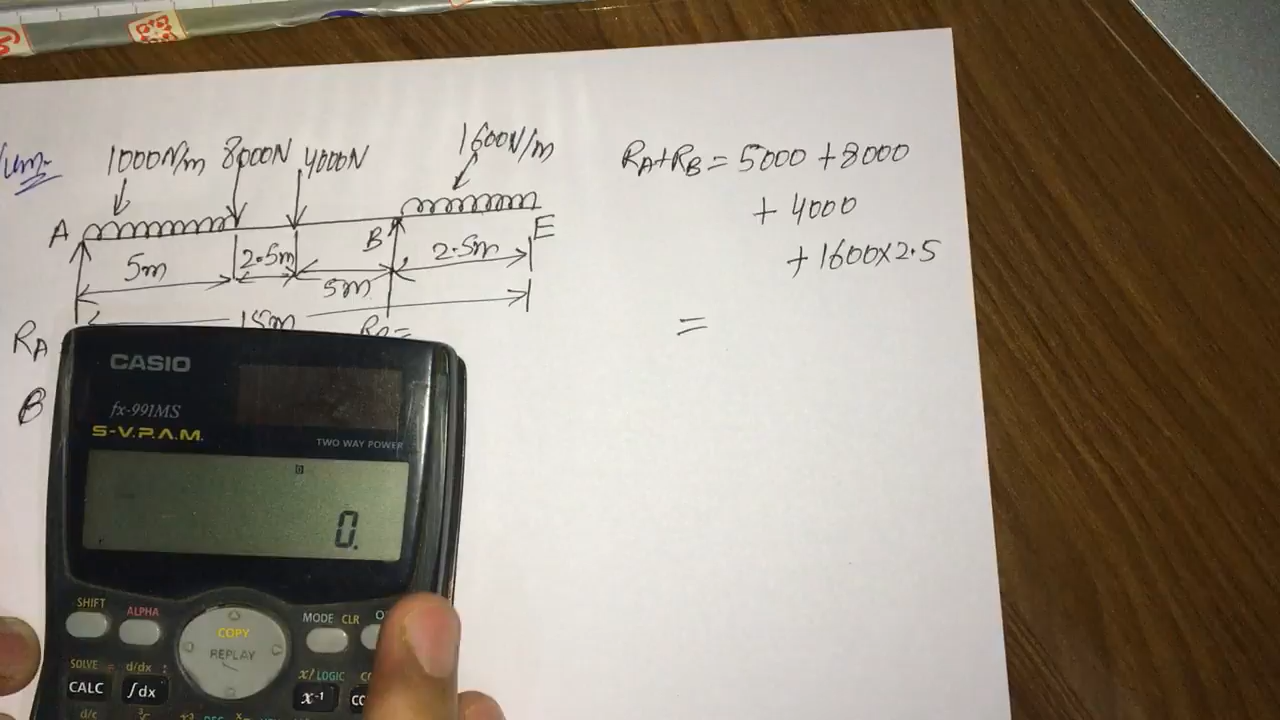 1000N/m 8000N 4000N 1600N/m
A B E
5m 2.5m 5m 2.5m
15m
RA
B
RA+RB = 5000 + 8000
+ 4000
+ 1600×2.5
=
CASIO
fx-991MS
S-V.P.A.M.
TWO WAY POWER
D
0.
SHIFT ALPHA MODE CLR
COPY
REPLAY
SOLVE = d/dx :
CALC ∫dx
x!LOGIC
x⁻¹
d/c